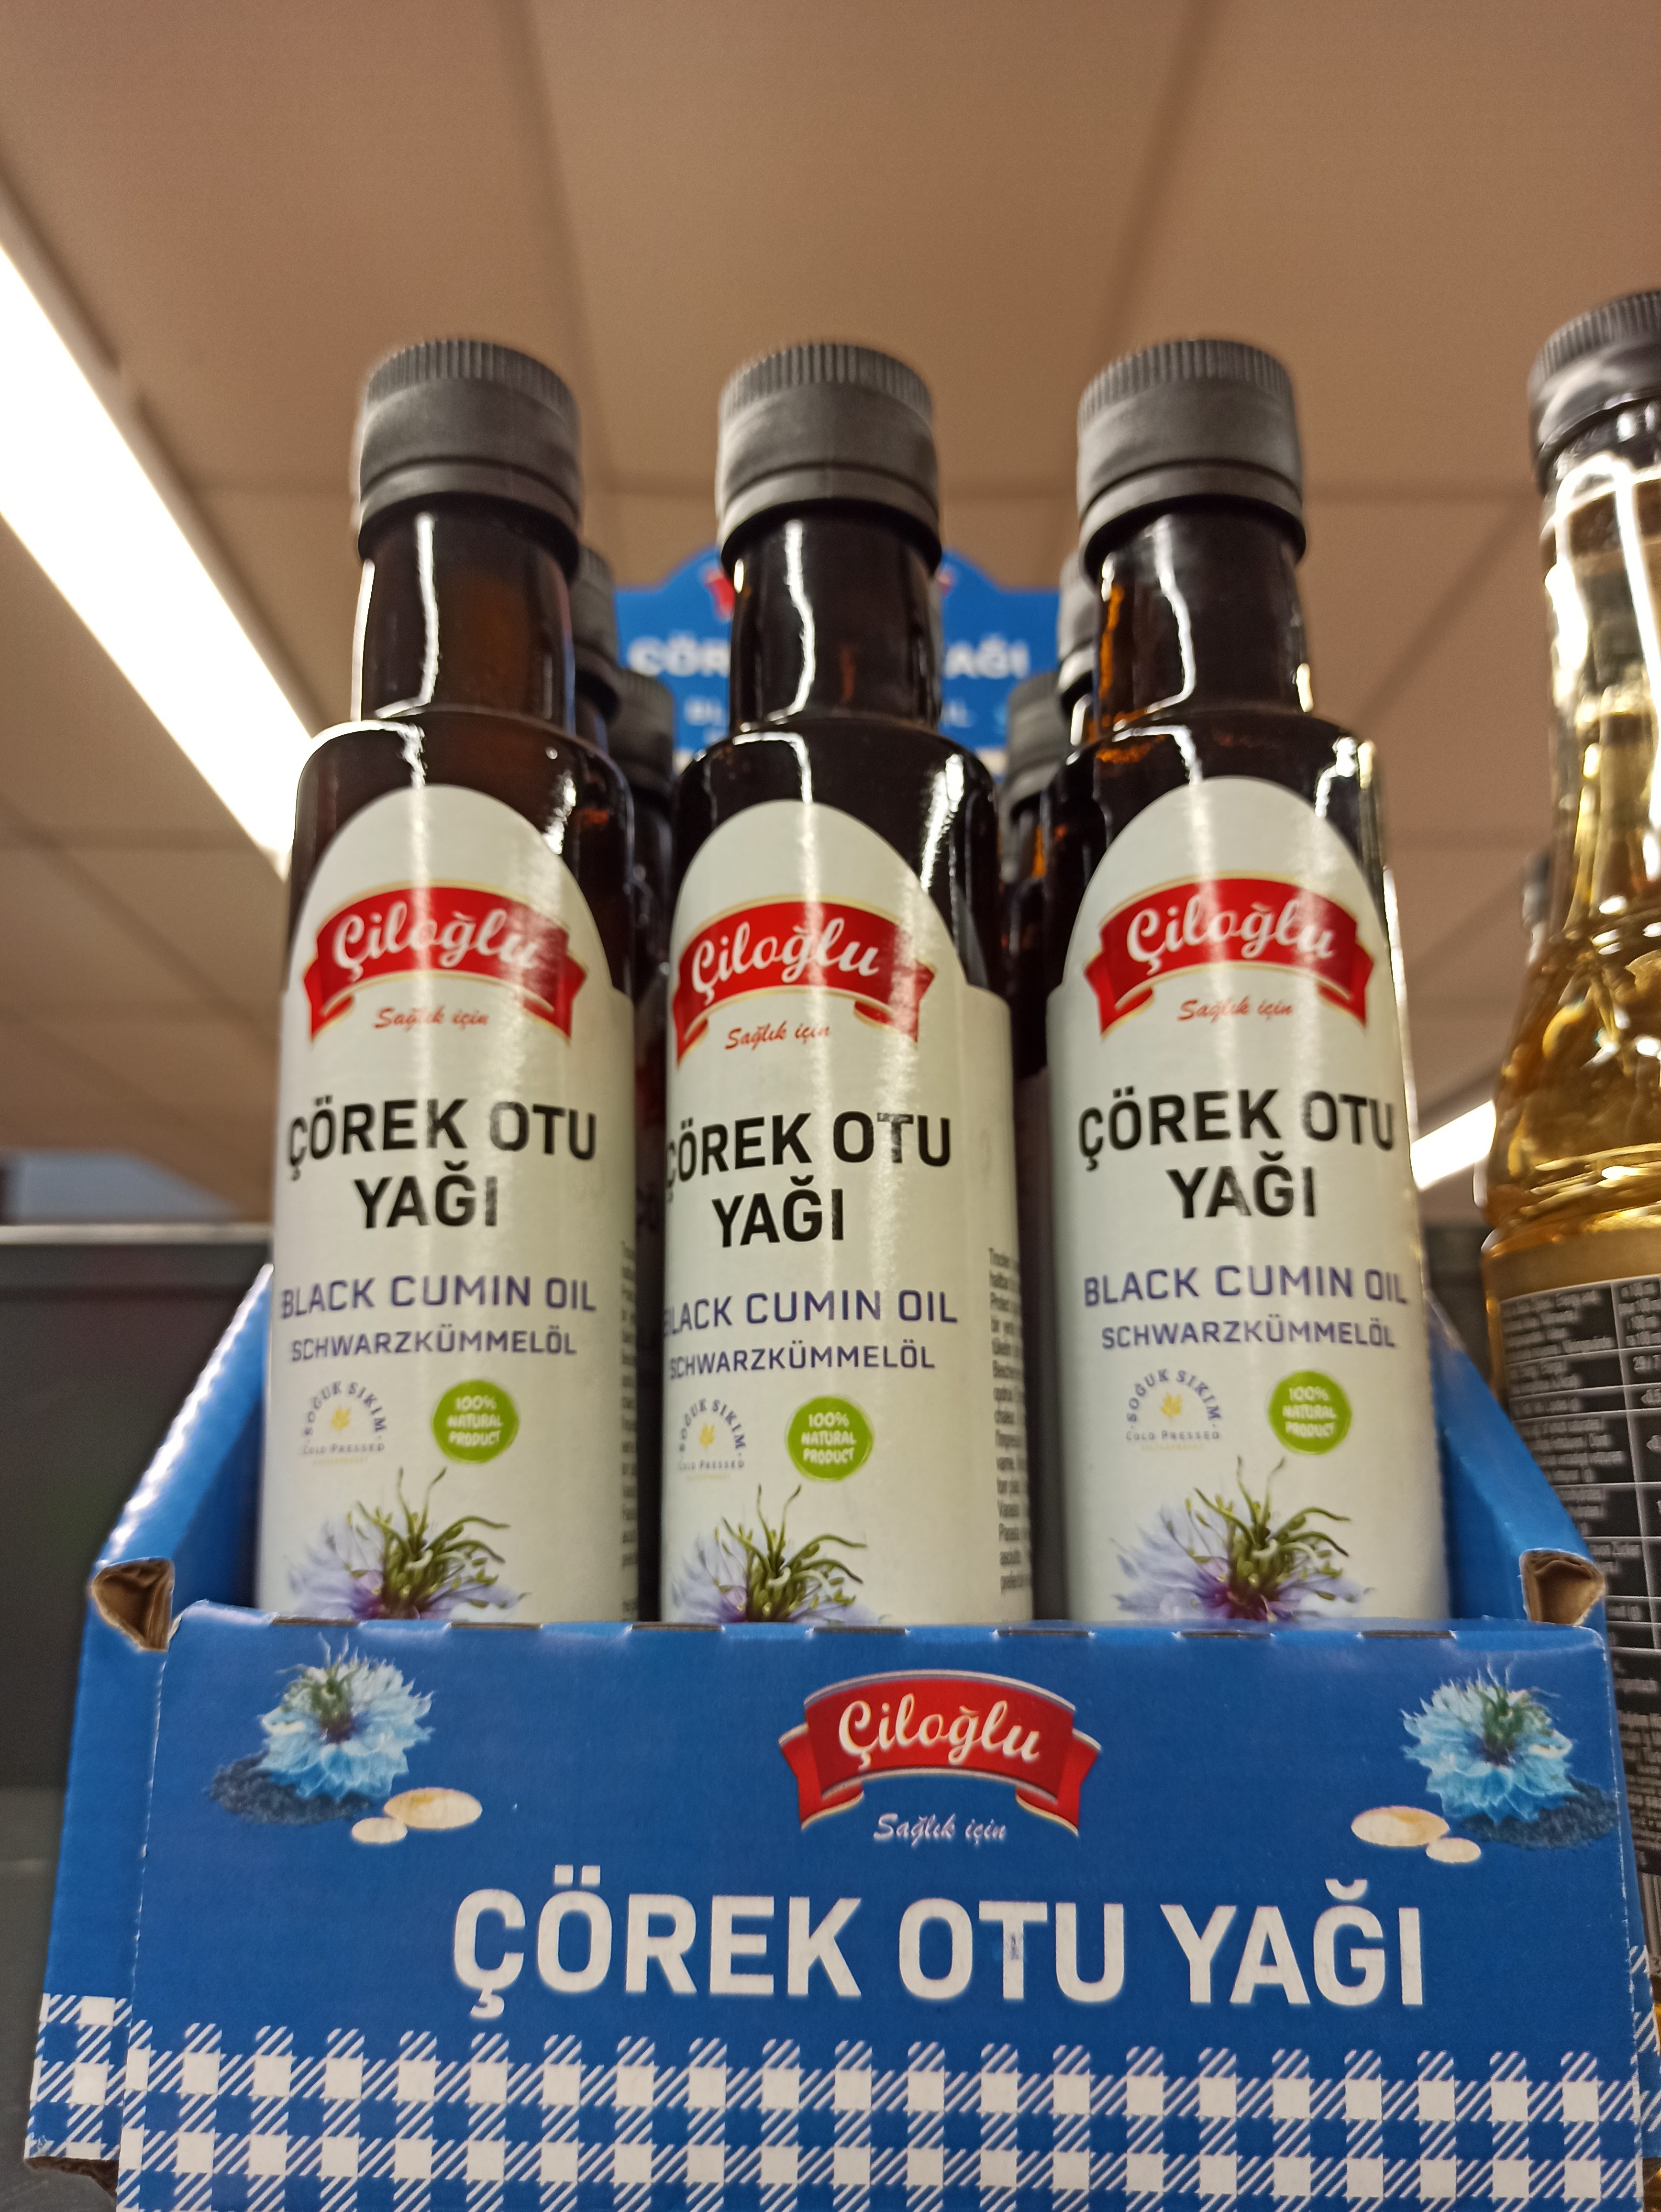 Çiloğlu
Sağlık için
ÇÖREK OTU
YAĞI
BLACK CUMIN OIL
SCHWARZKÜMMELÖL
SOĞUK SIKIM
COLD PRESSED
100%
NATURAL
PRODUCT
Çiloğlu
Sağlık için
ÇÖREK OTU
YAĞI
BLACK CUMIN OIL
SCHWARZKÜMMELÖL
SOĞUK SIKIM
COLD PRESSED
100%
NATURAL
PRODUCT
Çiloğlu
Sağlık için
ÇÖREK OTU
YAĞI
BLACK CUMIN OIL
SCHWARZKÜMMELÖL
SOĞUK SIKIM
COLD PRESSED
100%
NATURAL
PRODUCT
Çiloğlu
Sağlık için
ÇÖREK OTU YAĞI